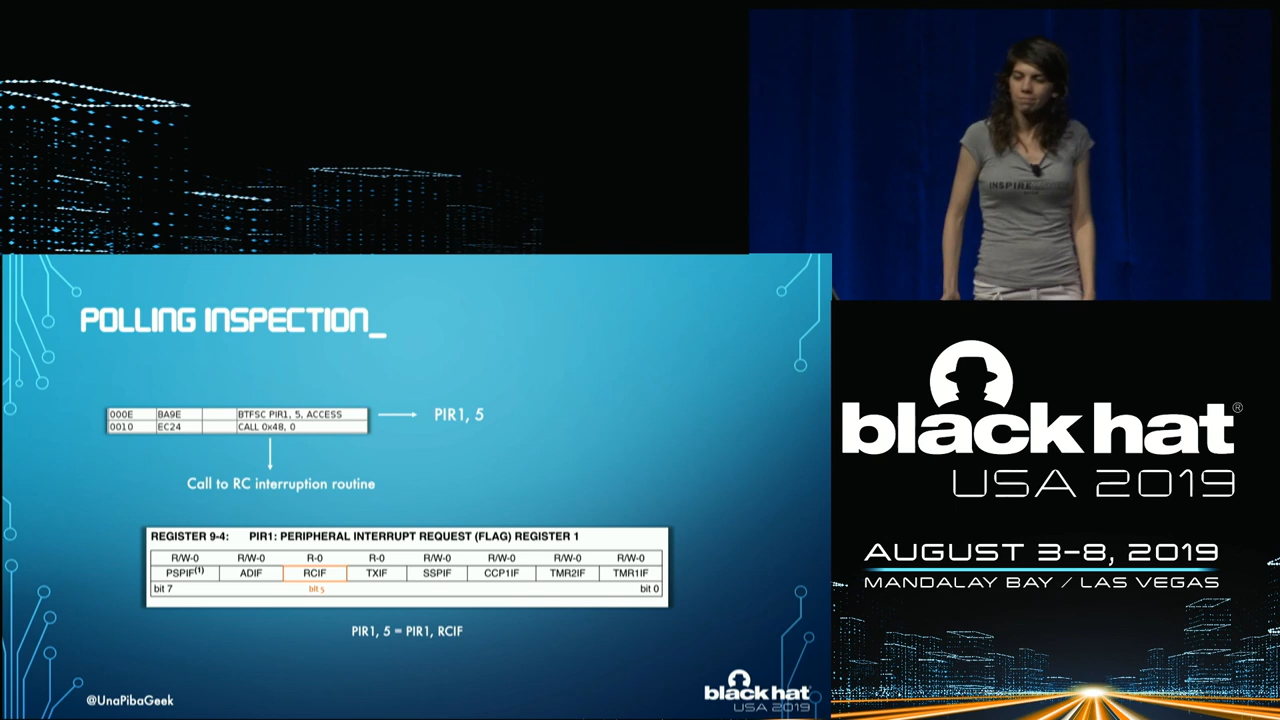 INSPIRE
POLLING INSPECTION_
000E BA9E BTFSC PIR1, 5, ACCESS
0010 EC24 CALL 0x48, 0
PIR1, 5
Call to RC interruption routine
REGISTER 9-4: PIR1: PERIPHERAL INTERRUPT REQUEST (FLAG) REGISTER 1
R/W-0 R/W-0 R-0 R-0 R/W-0 R/W-0 R/W-0 R/W-0
PSPIF(1) ADIF RCIF TXIF SSPIF CCP1IF TMR2IF TMR1IF
bit 7 bit 5 bit 0
PIR1, 5 = PIR1, RCIF
@UnaPibaGeek
black hat
USA 2019
black hat®
USA 2019
AUGUST 3-8, 2019
MANDALAY BAY / LAS VEGAS